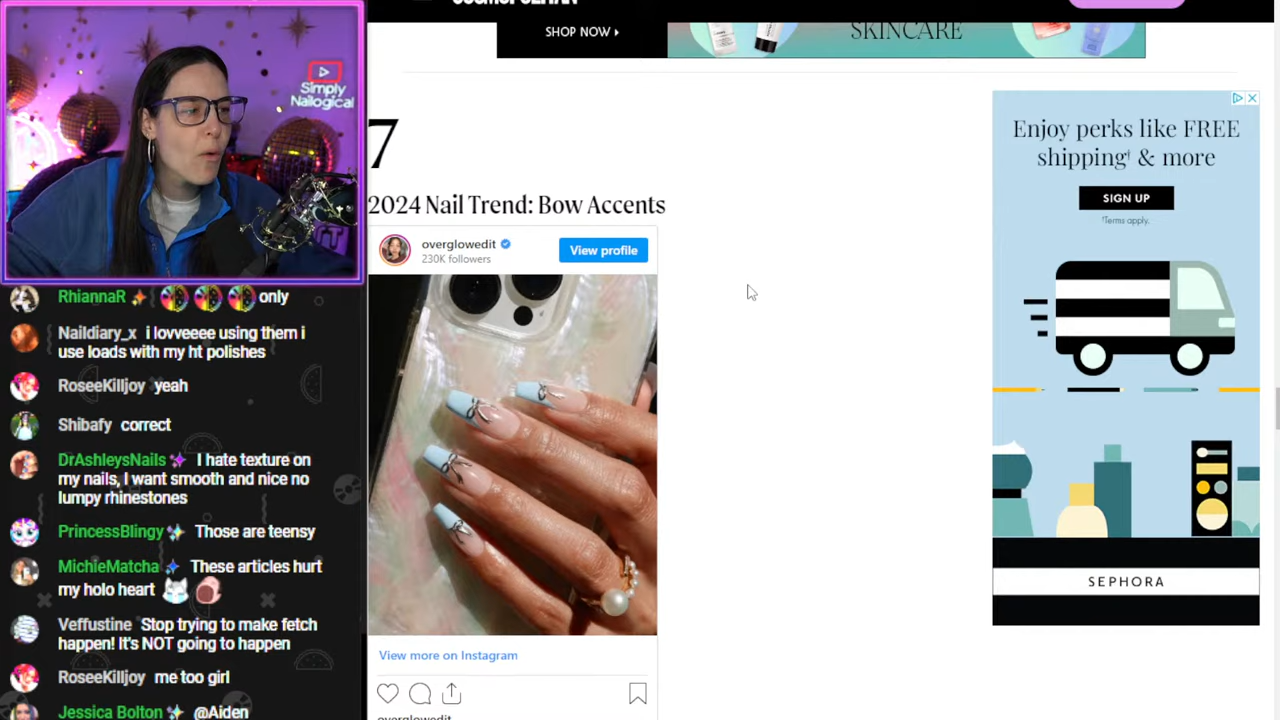 COSMOPOLITAN
SHOP NOW
SKINCARE
Simply
Nailogical
7
2024 Nail Trend: Bow Accents
overglowedit
230K followers
View profile
View more on Instagram
overglowedit
RhiannaR only
Naildiary_x i lovveeee using them i
use loads with my ht polishes
RoseeKilljoy yeah
Shibafy correct
DrAshleysNails I hate texture on
my nails, I want smooth and nice no
lumpy rhinestones
PrincessBlingy Those are teensy
MichieMatcha These articles hurt
my holo heart
Veffustine Stop trying to make fetch
happen! It's NOT going to happen
RoseeKilljoy me too girl
Jessica Bolton @Aiden
Enjoy perks like FREE
shipping† & more
SIGN UP
†Terms apply.
SEPHORA